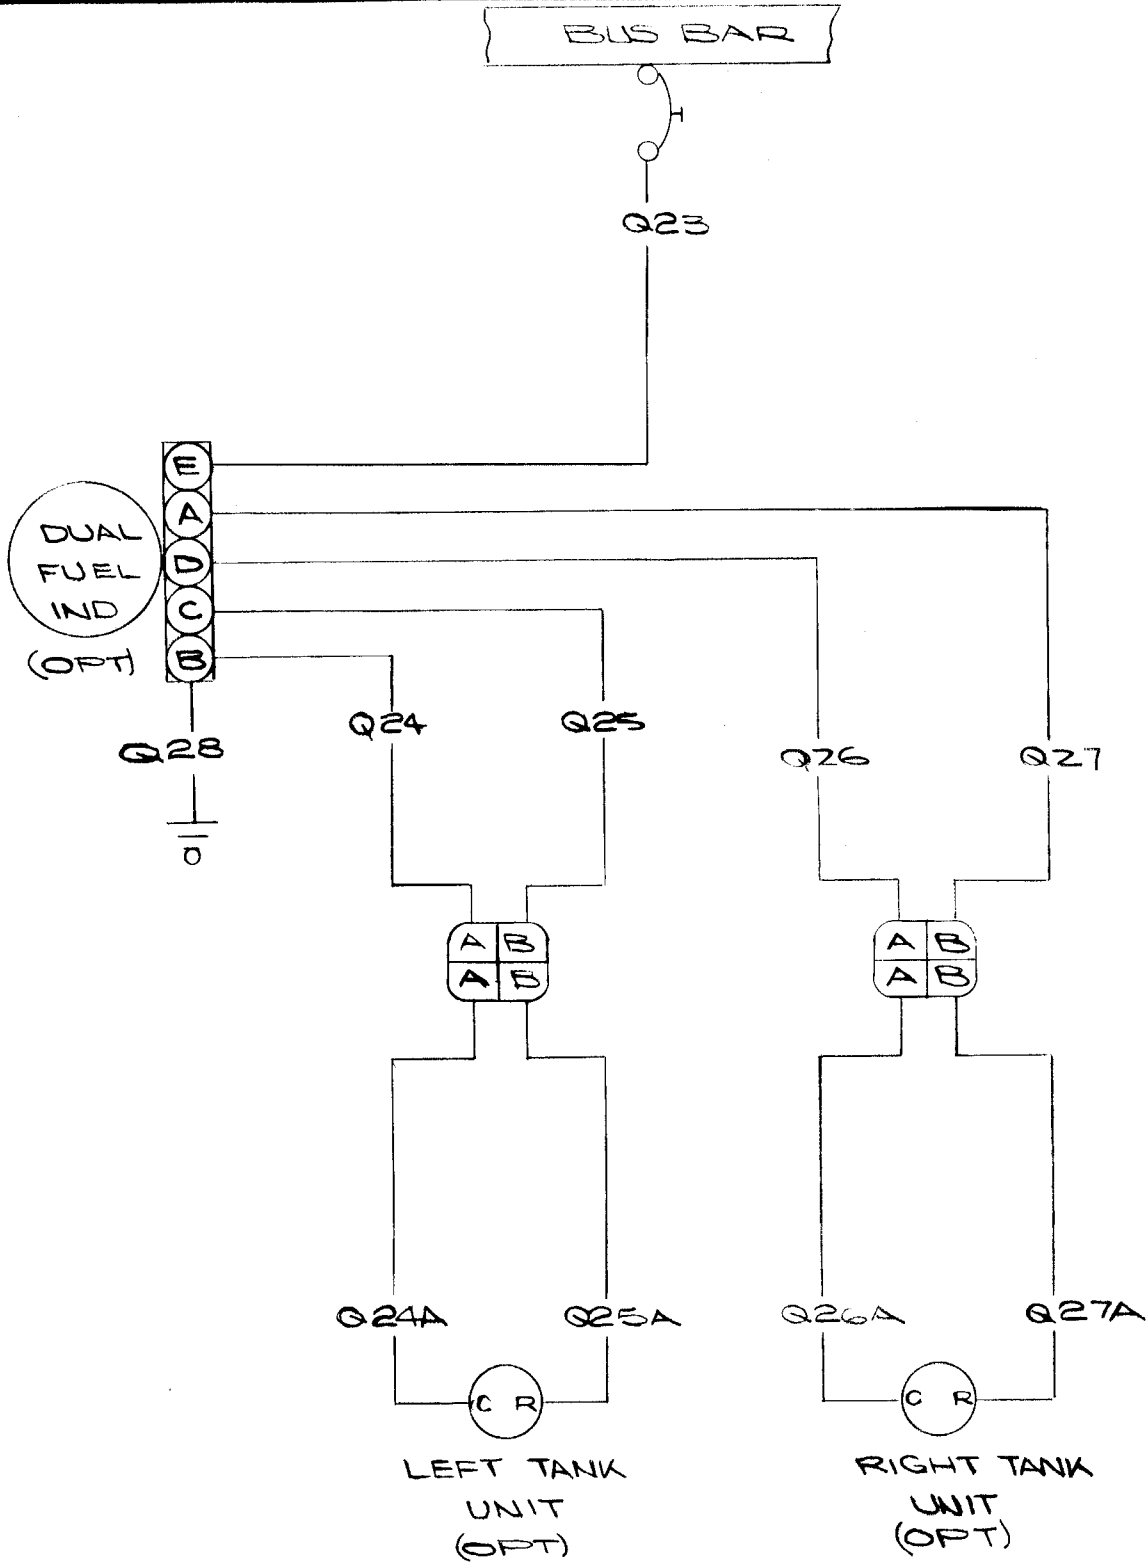 BUS BAR
Q23
E
A
D
C
B
DUAL
FUEL
IND
(OPT)
Q28
Q24
Q25
Q26
Q27
A B
A B
A B
A B
Q24A
Q25A
Q26A
Q27A
C R
C R
LEFT TANK
UNIT
(OPT)
RIGHT TANK
UNIT
(OPT)